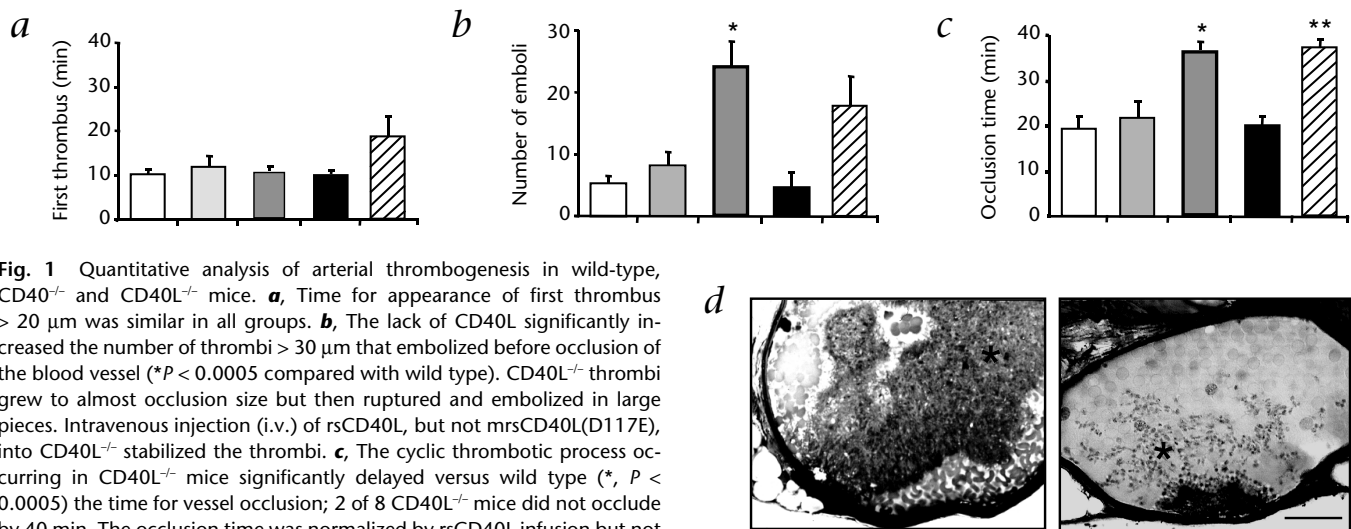 a
b
c
First thrombus (min)
40
30
20
10
0
Number of emboli
30
20
10
0
*
Occlusion time (min)
40
30
20
10
0
*
**
Fig. 1 Quantitative analysis of arterial thrombogenesis in wild-type,
CD40–/– and CD40L–/– mice. a, Time for appearance of first thrombus
> 20 µm was similar in all groups. b, The lack of CD40L significantly in-
creased the number of thrombi > 30 µm that embolized before occlusion of
the blood vessel (*P < 0.0005 compared with wild type). CD40L–/– thrombi
grew to almost occlusion size but then ruptured and embolized in large
pieces. Intravenous injection (i.v.) of rsCD40L, but not mrsCD40L(D117E),
into CD40L–/– stabilized the thrombi. c, The cyclic thrombotic process oc-
curring in CD40L–/– mice significantly delayed versus wild type (*, P <
0.0005) the time for vessel occlusion; 2 of 8 CD40L–/– mice did not occlude
by 40 min. The occlusion time was normalized by rsCD40L infusion but not
d
*
*